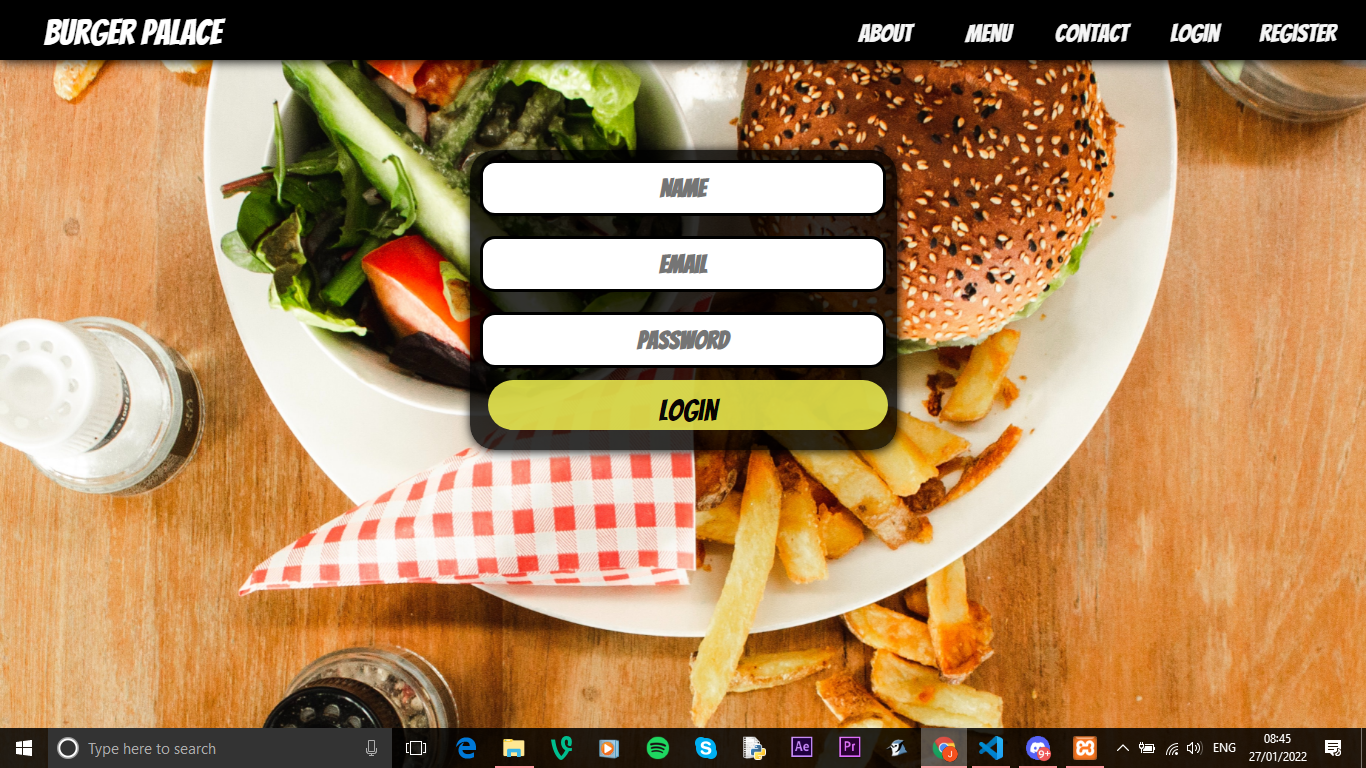 BURGER PALACE
ABOUT MENU CONTACT LOGIN REGISTER
NAME
EMAIL
PASSWORD
LOGIN
Type here to search
Ae
Pr
J
9+
ENG
08:45
27/01/2022